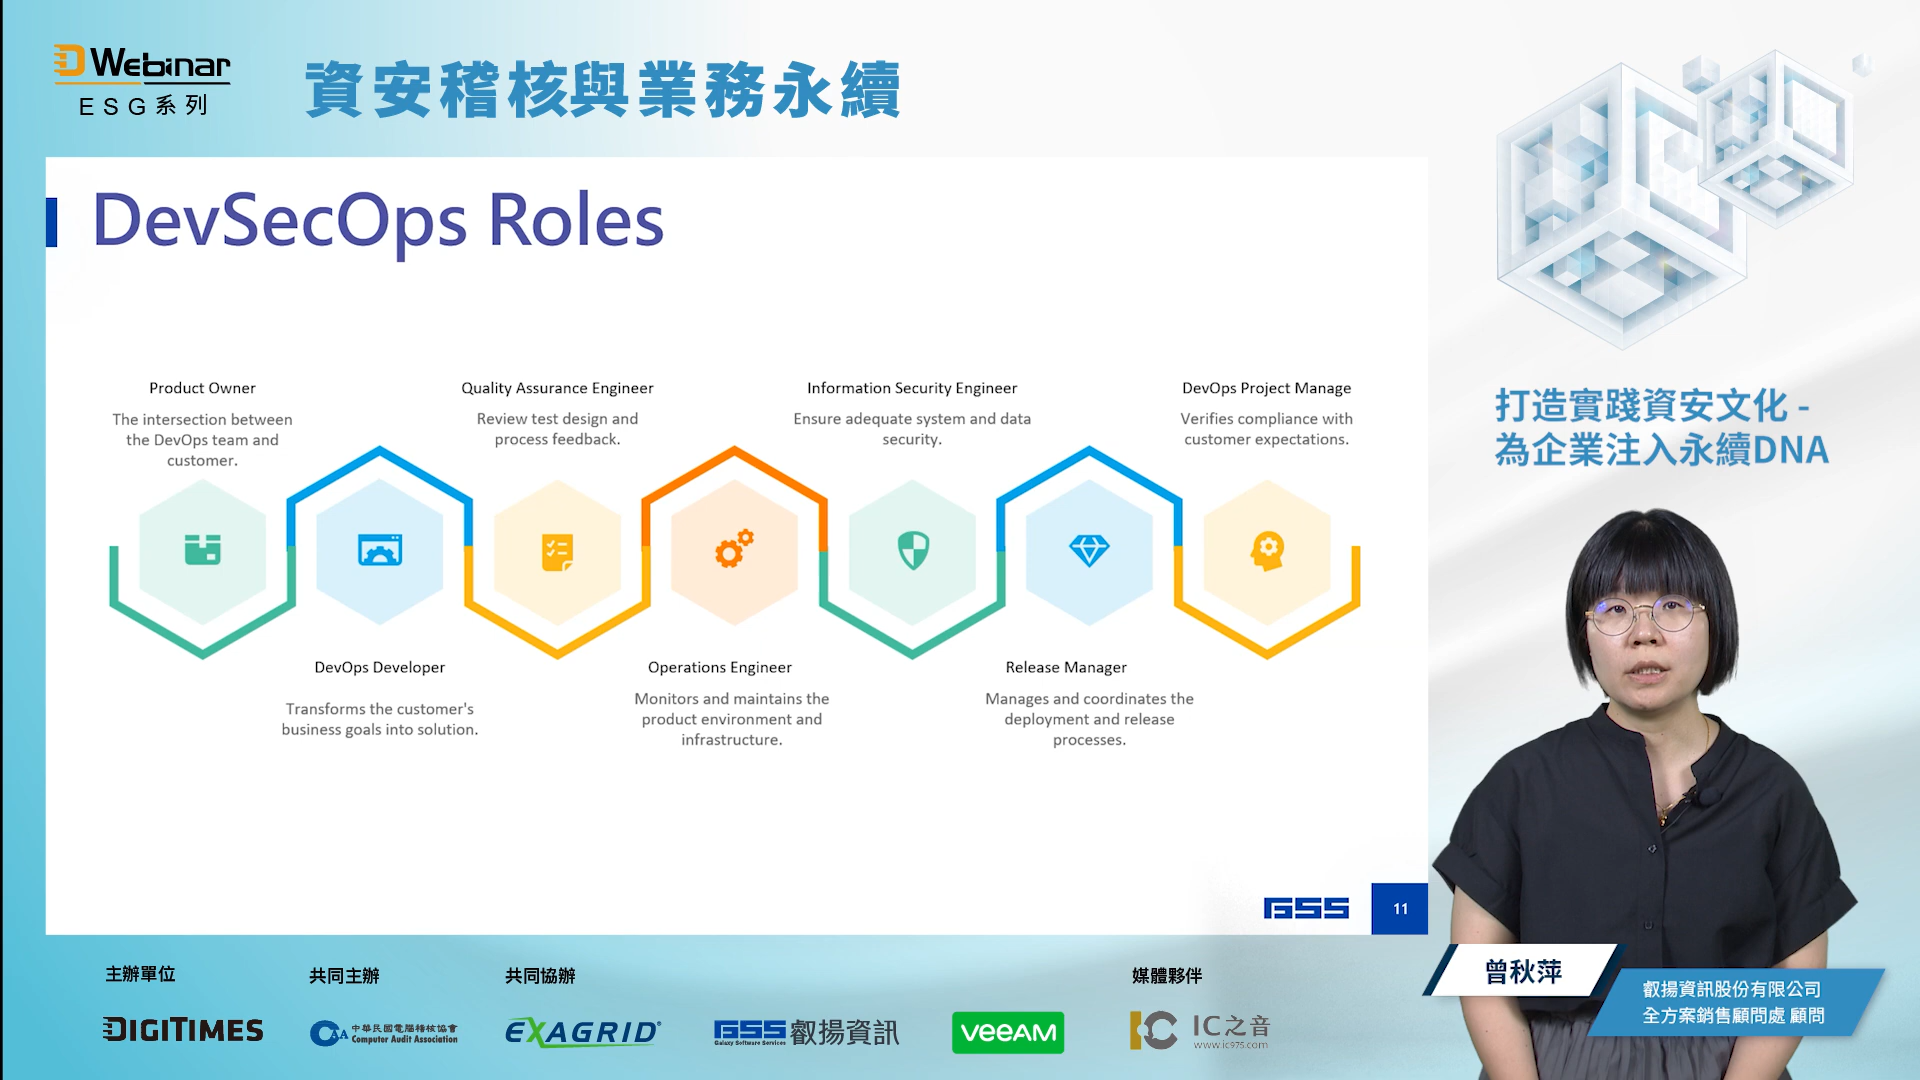 D Webinar
ESG系列
資安稽核與業務永續
DevSecOps Roles
Product Owner
The intersection between
the DevOps team and
customer.
Quality Assurance Engineer
Review test design and
process feedback.
Information Security Engineer
Ensure adequate system and data
security.
DevOps Project Manage
Verifies compliance with
customer expectations.
DevOps Developer
Transforms the customer's
business goals into solution.
Operations Engineer
Monitors and maintains the
product environment and
infrastructure.
Release Manager
Manages and coordinates the
deployment and release
processes.
GSS
11
打造實踐資安文化 -
為企業注入永續DNA
曾秋萍
叡揚資訊股份有限公司
全方案銷售顧問處 顧問
主辦單位
DIGITIMES
共同主辦
CAA 中華民國電腦稽核協會
Computer Audit Association
共同協辦
EXAGRID®
GSS 叡揚資訊
Galaxy Software Services
veeAM
媒體夥伴
IC IC之音
www.ic975.com